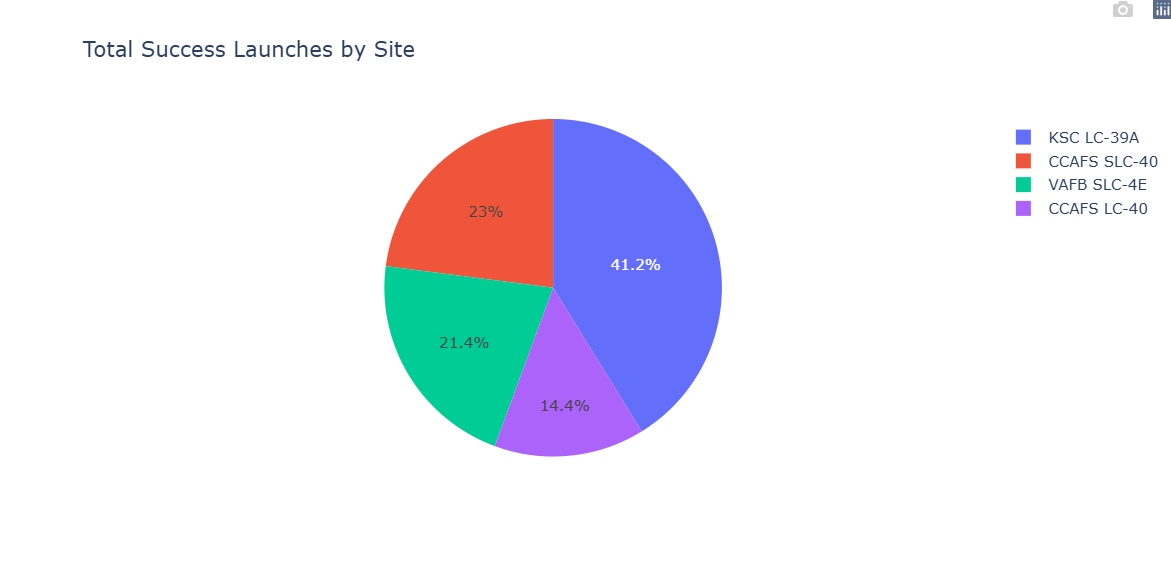 Total Success Launches by Site
KSC LC-39A
CCAFS SLC-40
VAFB SLC-4E
CCAFS LC-40
23%
41.2%
21.4%
14.4%